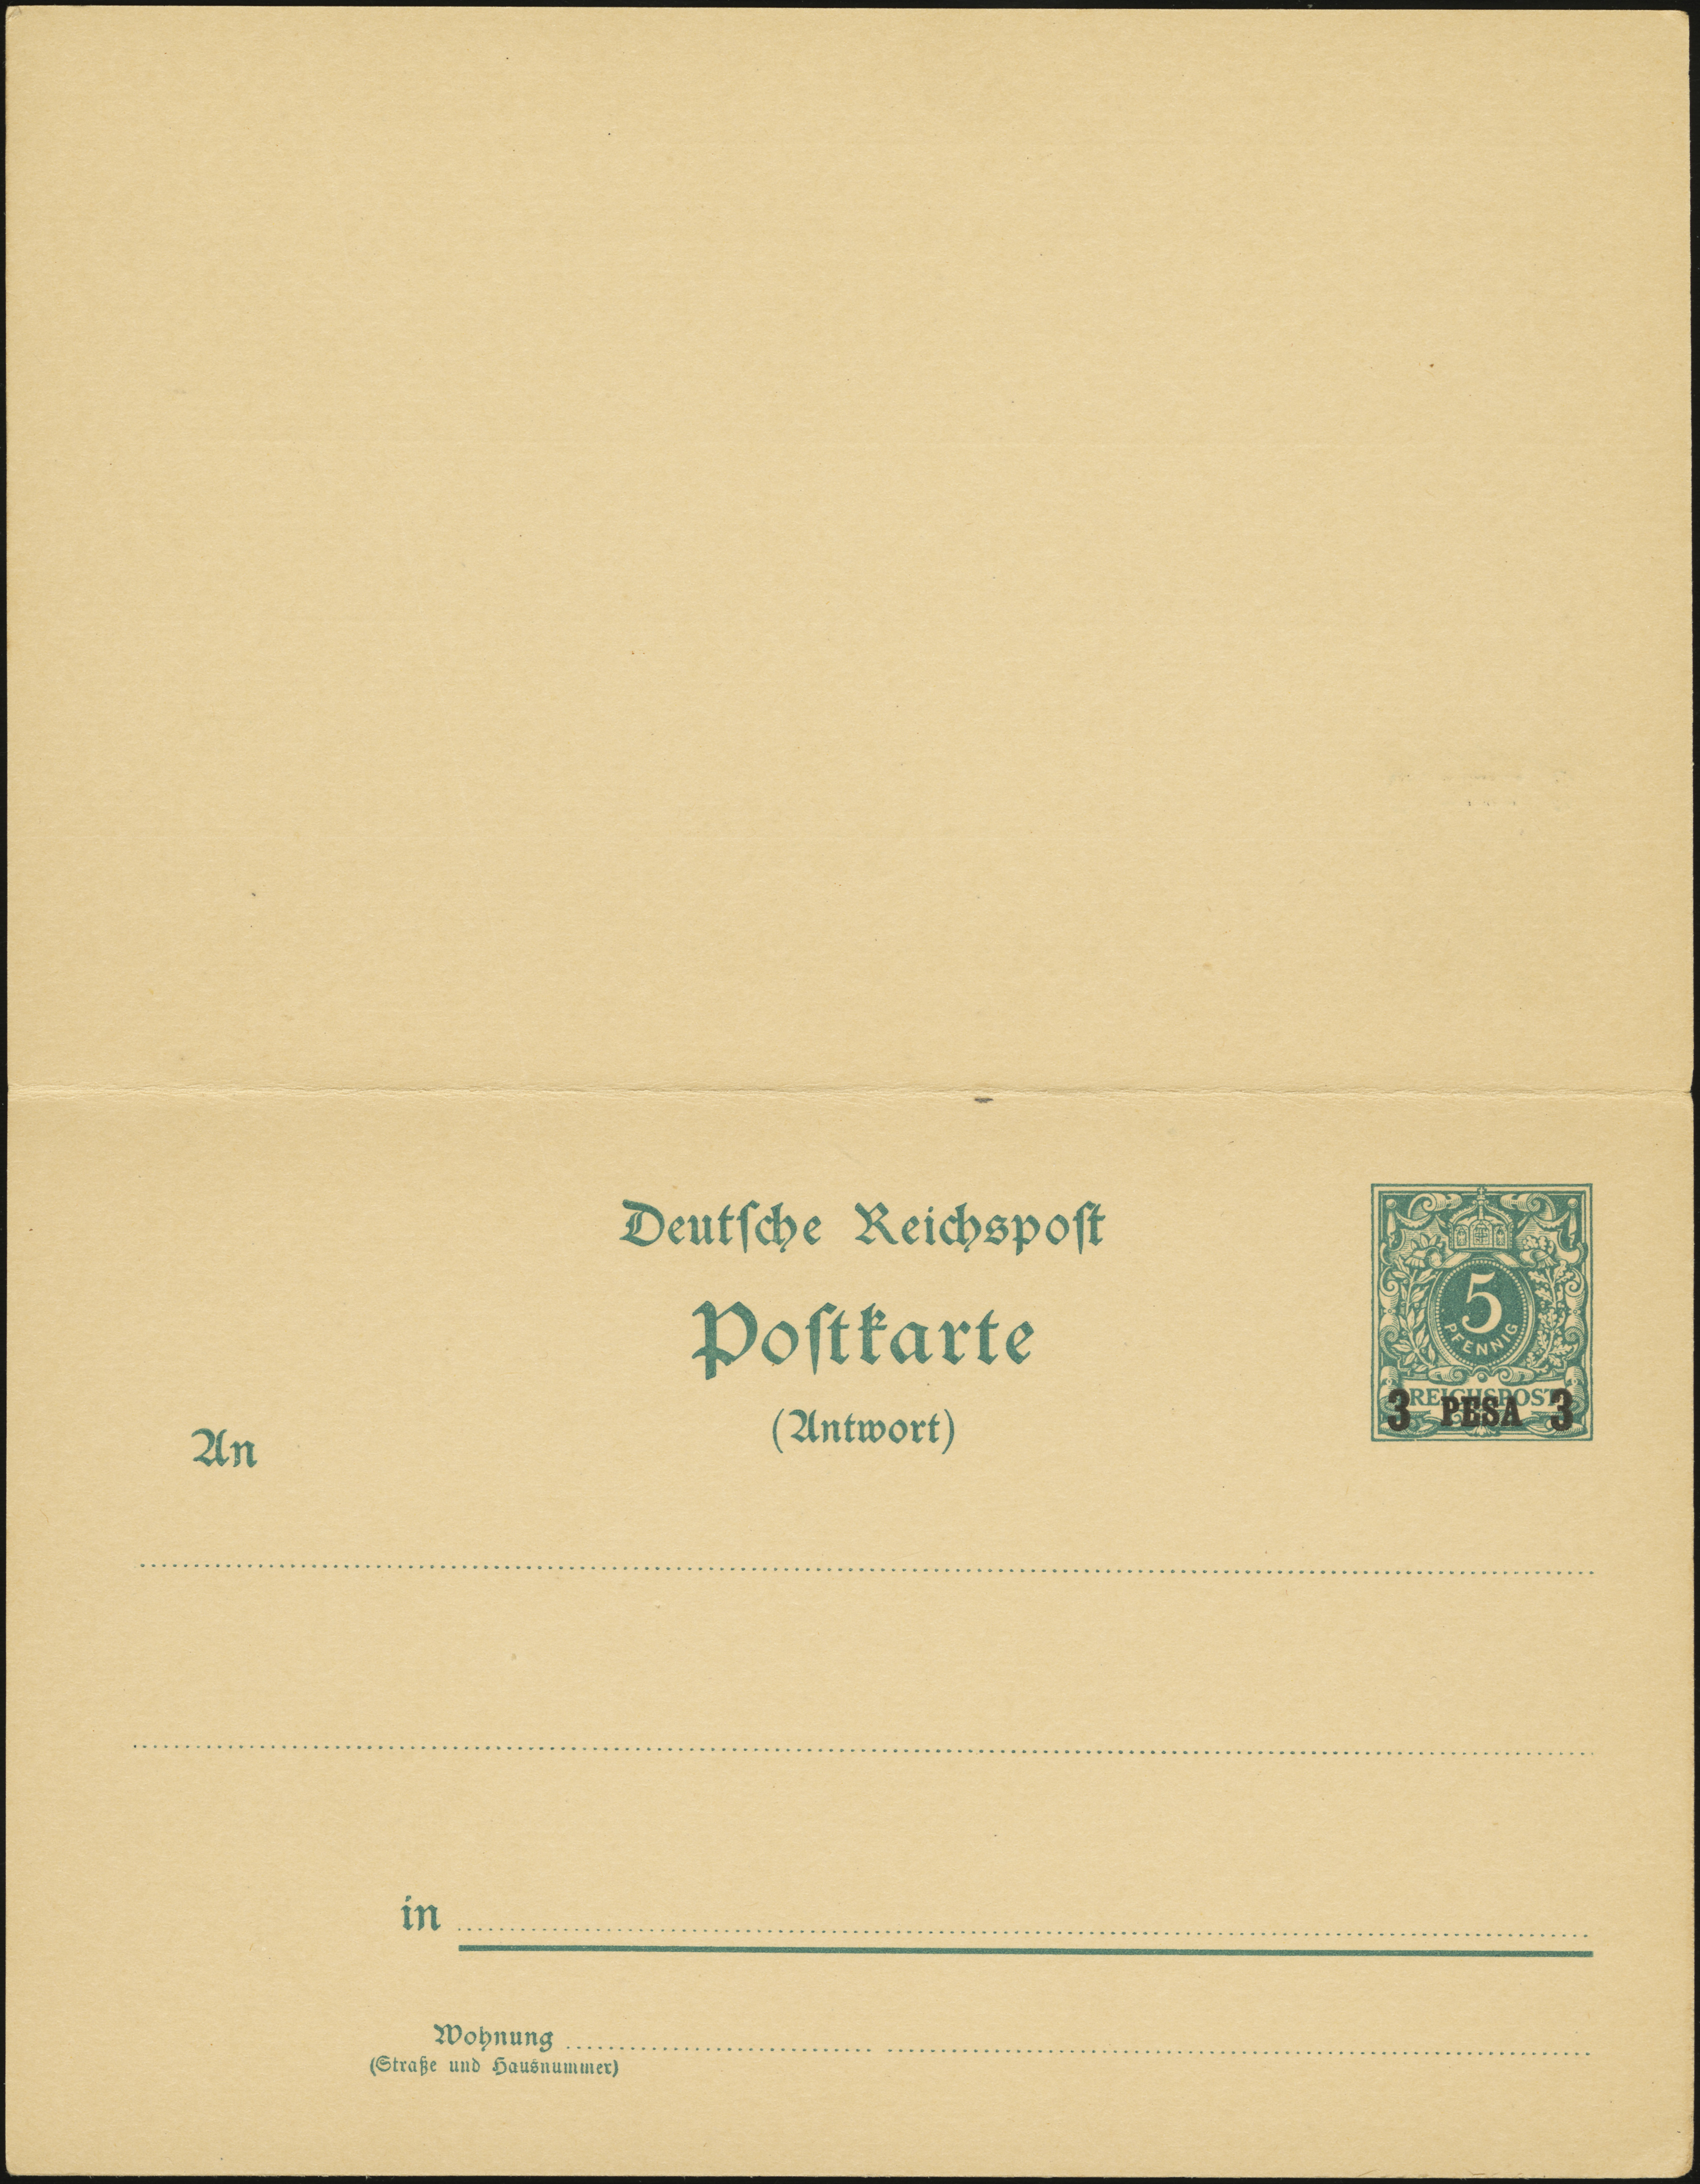 Deutſche Reichspoſt
Poſtkarte
(Antwort)
An
5
PFENNIG
REICHSPOST
3 PESA 3
in
Wohnung
(Straße und Hausnummer)